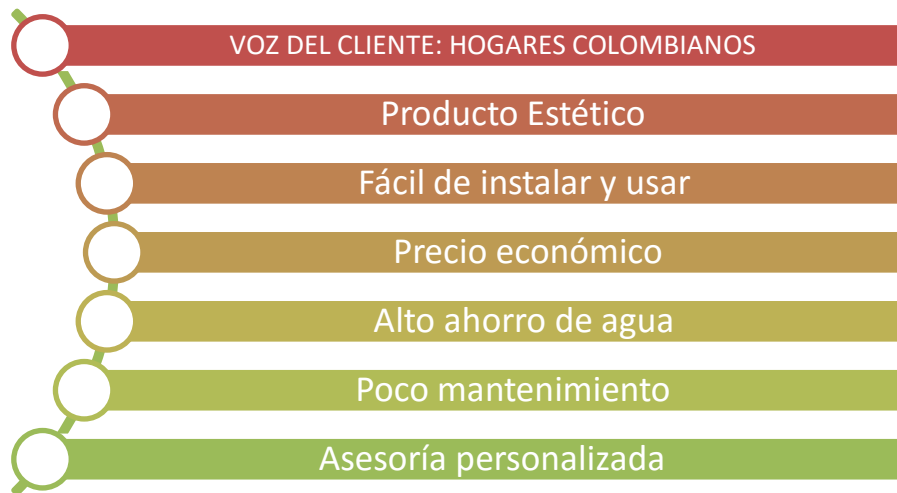 VOZ DEL CLIENTE: HOGARES COLOMBIANOS
Producto Estético
Fácil de instalar y usar
Precio económico
Alto ahorro de agua
Poco mantenimiento
Asesoría personalizada